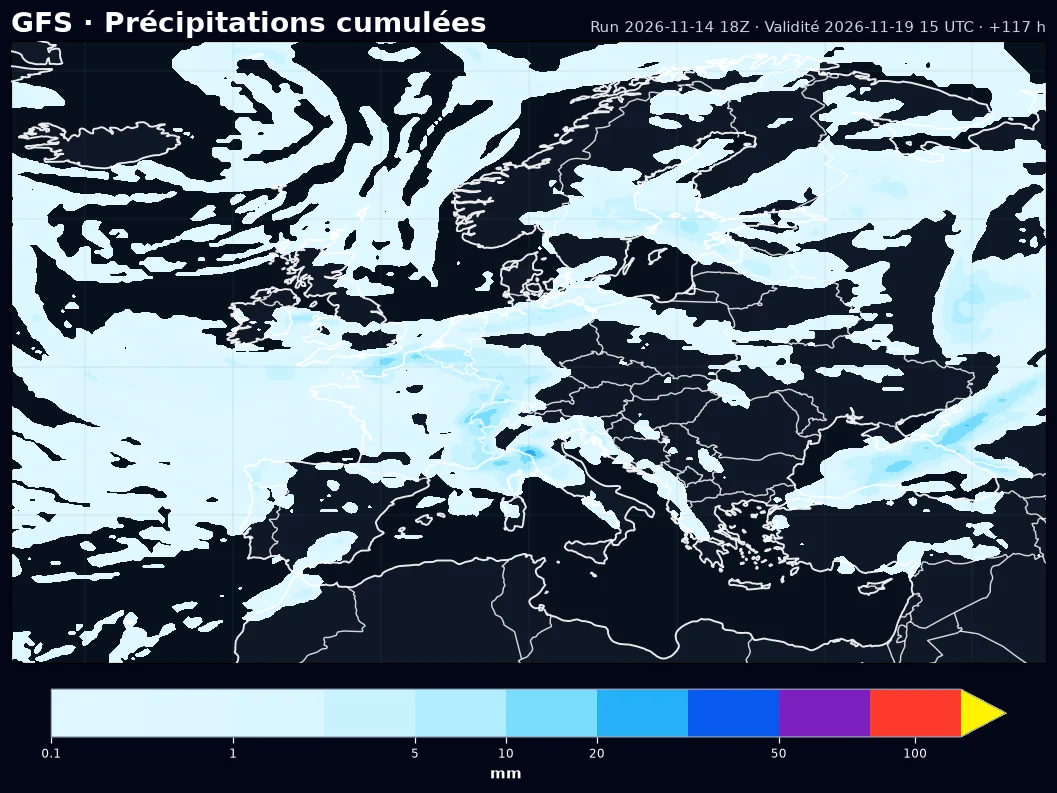 GFS · Précipitations cumulées
Run 2026-11-14 18Z · Validité 2026-11-19 15 UTC · +117 h
0.1 1 5 10 20 50 100
mm